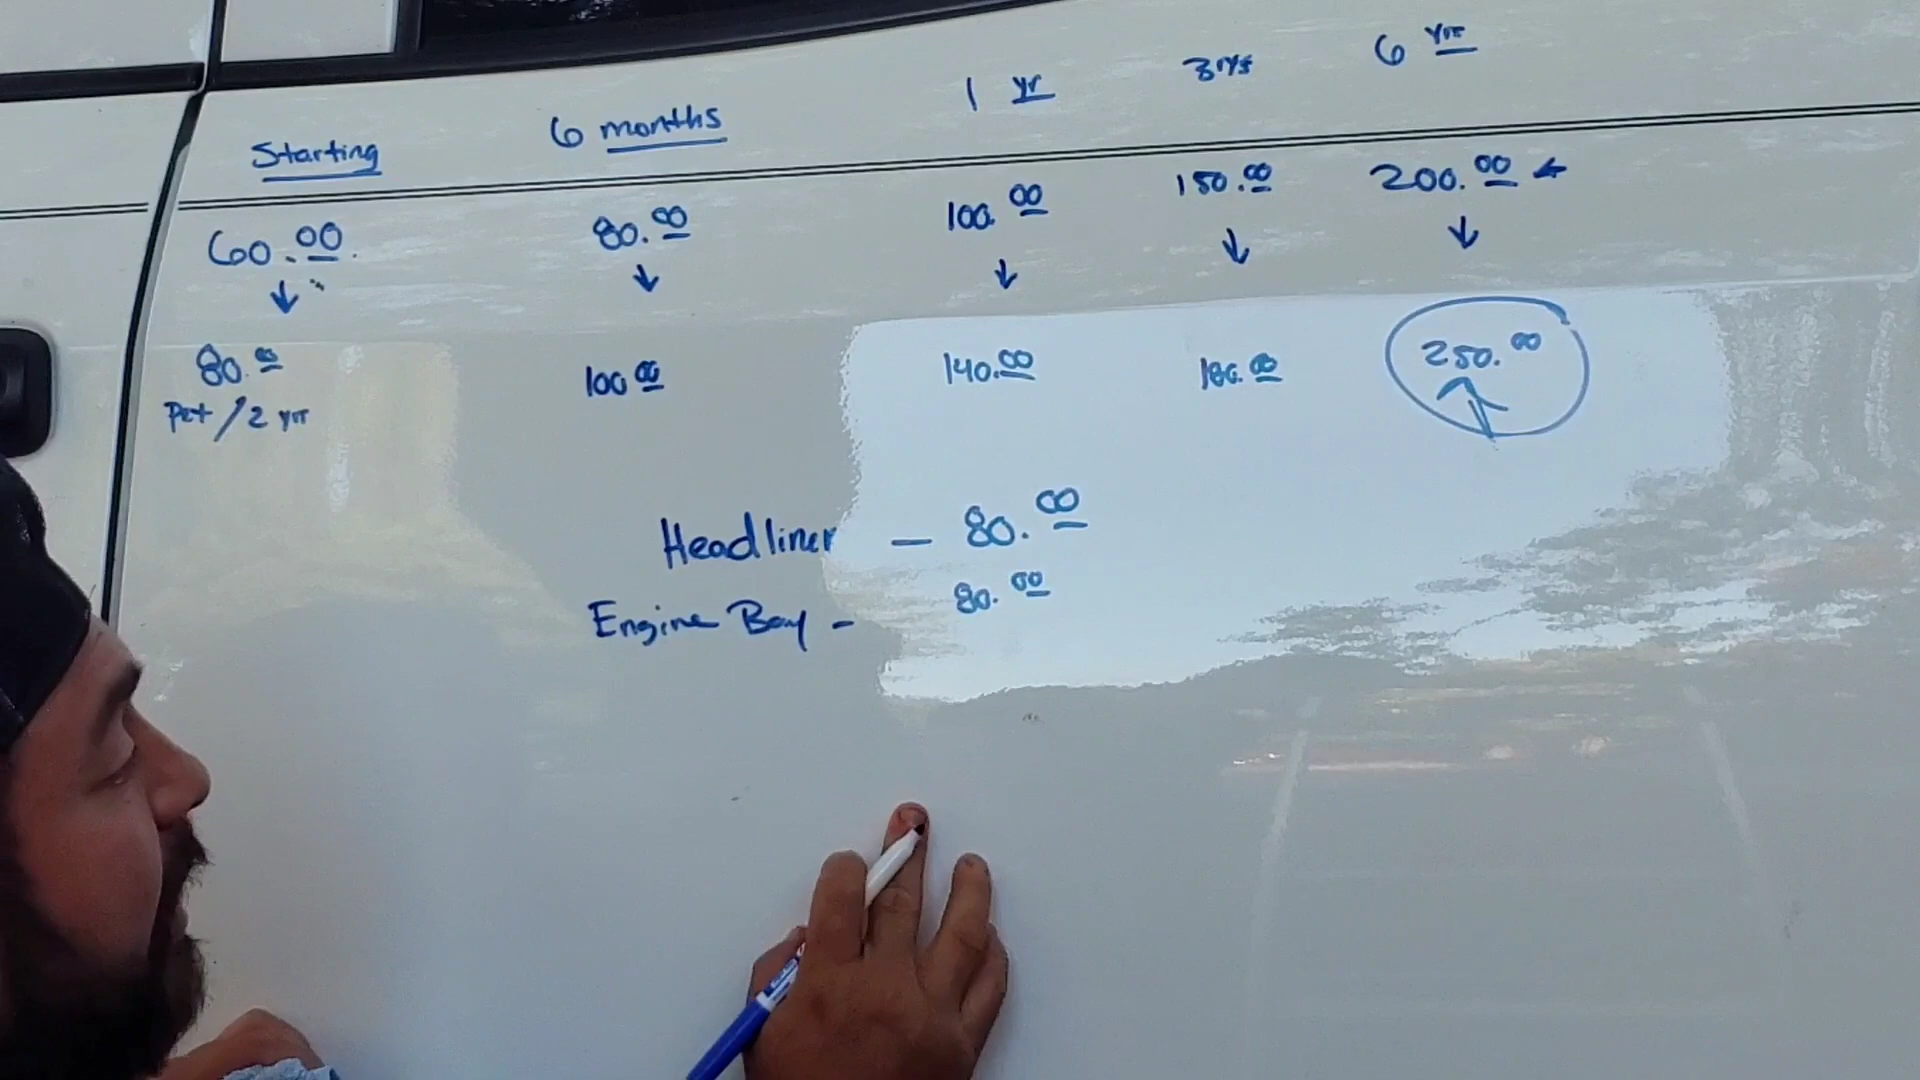 Starting 6 months 1 yr 3 yrs 6 yrs
60.00 80.00 100.00 150.00 200.00 ←
↓ ↓ ↓ ↓ ↓
80.00 100.00 140.00 180.00 250.00
Pet/2 yrs
Headliner – 80.00
Engine Bay - 80.00